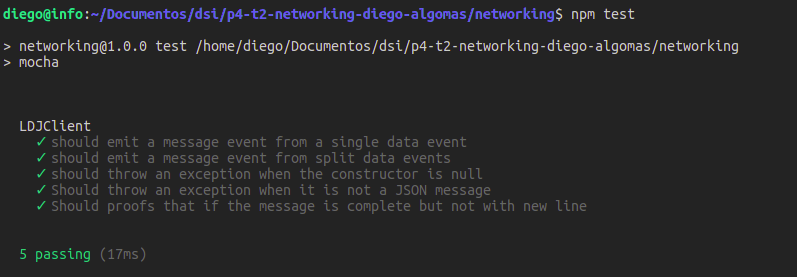 diego@info:~/Documentos/dsi/p4-t2-networking-diego-algomas/networking$ npm test
> networking@1.0.0 test /home/diego/Documentos/dsi/p4-t2-networking-diego-algomas/networking
> mocha
LDJClient
✓ should emit a message event from a single data event
✓ should emit a message event from split data events
✓ should throw an exception when the constructor is null
✓ Should throw an exception when it is not a JSON message
✓ Should proofs that if the message is complete but not with new line
5 passing (17ms)